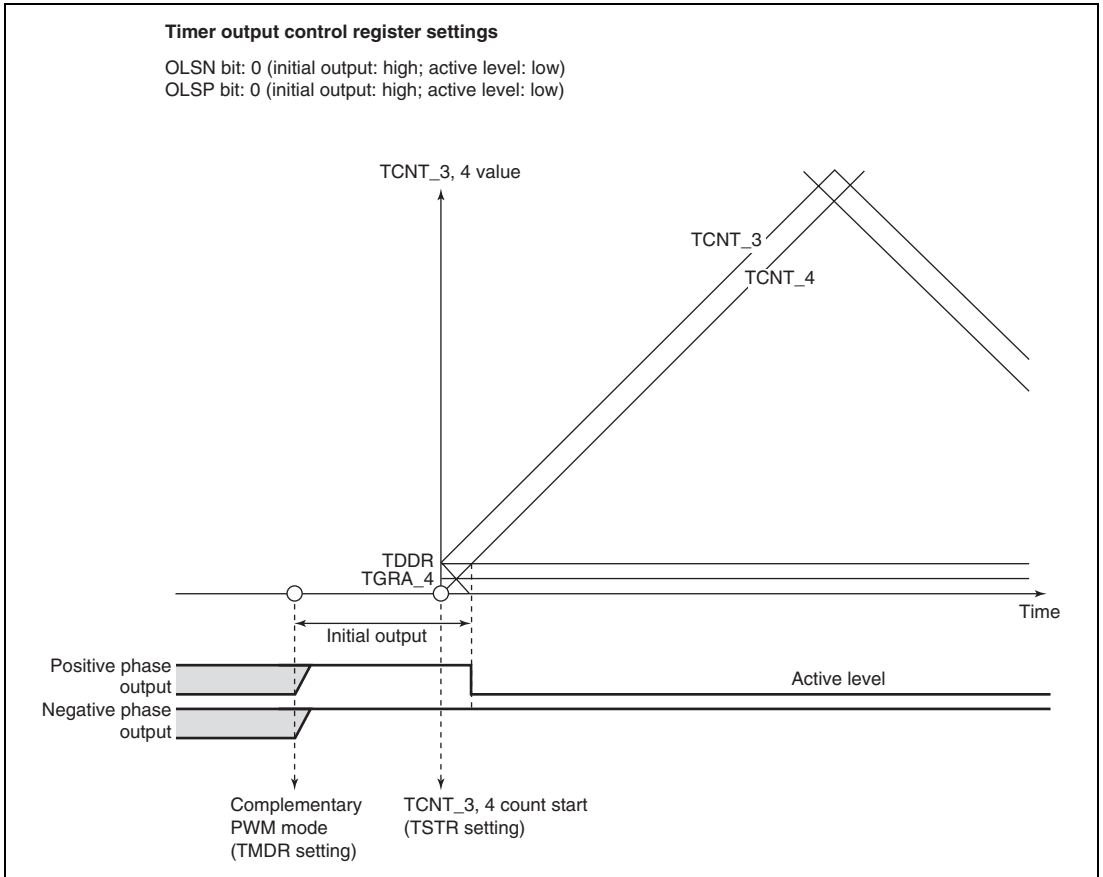 Timer output control register settings
OLSN bit: 0 (initial output: high; active level: low)
OLSP bit: 0 (initial output: high; active level: low)
TCNT_3, 4 value
TCNT_3
TCNT_4
TDDR
TGRA_4
Time
Initial output
Positive phase
output
Active level
Negative phase
output
Complementary
PWM mode
(TMDR setting)
TCNT_3, 4 count start
(TSTR setting)